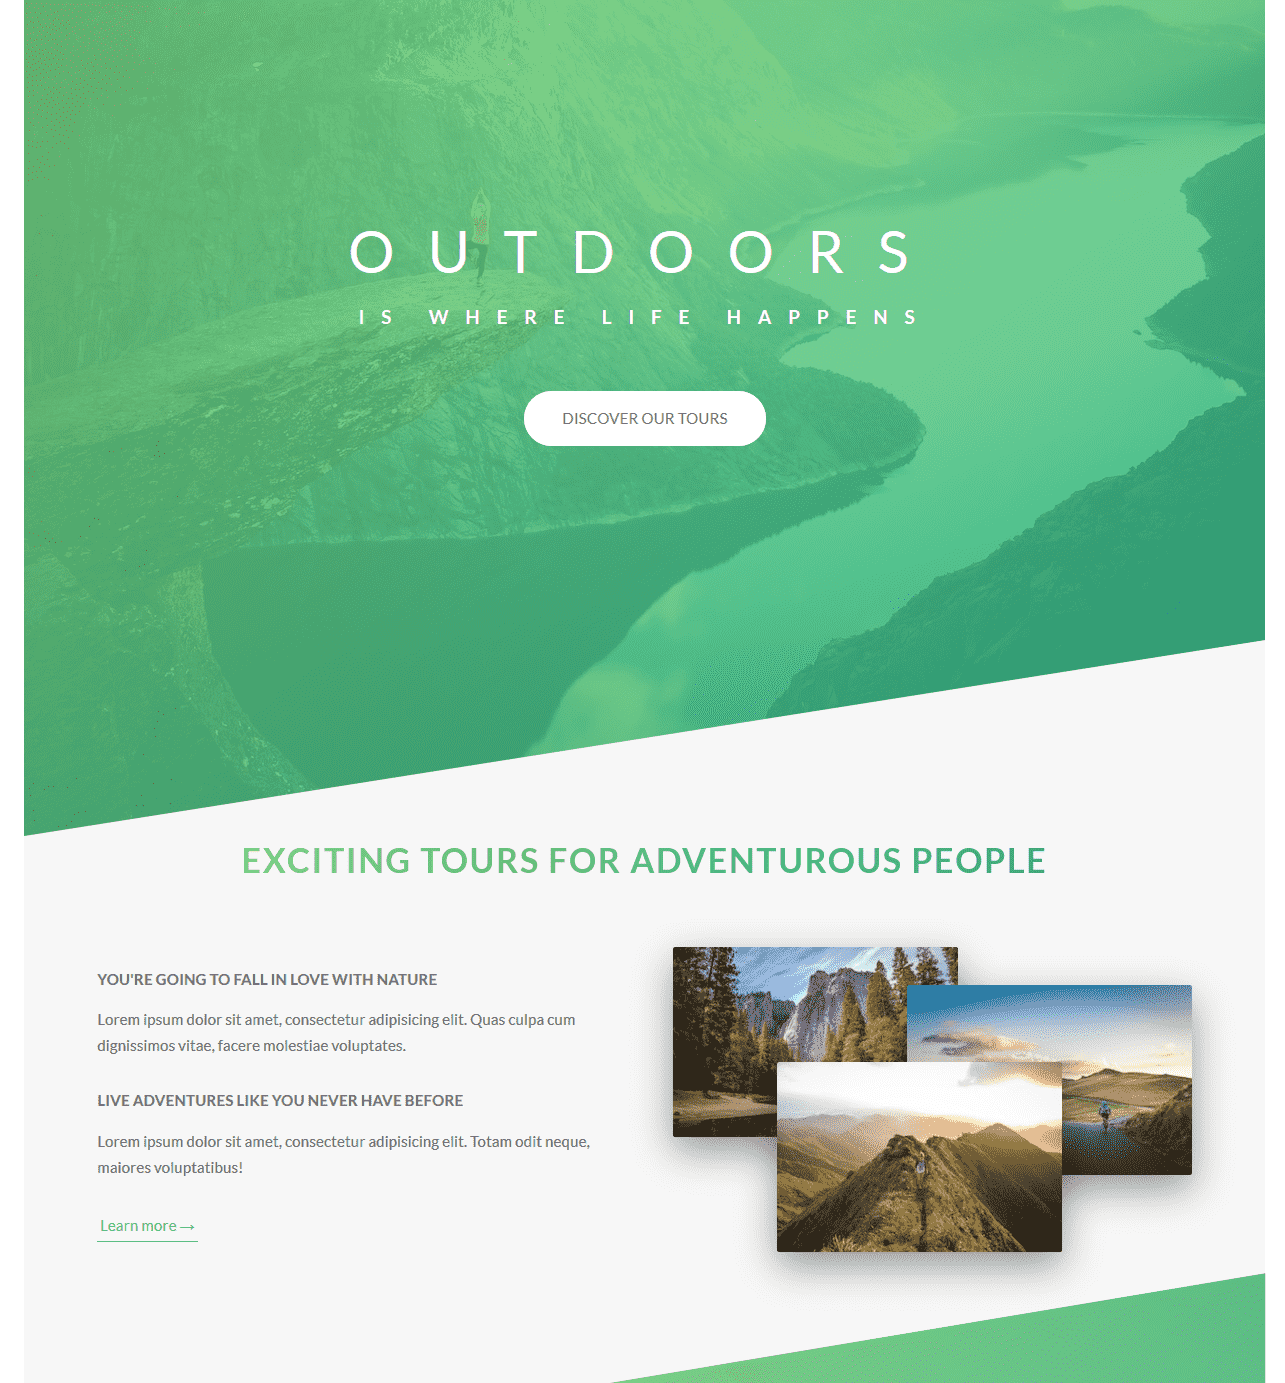 OUTDOORS
IS WHERE LIFE HAPPENS
DISCOVER OUR TOURS
EXCITING TOURS FOR ADVENTUROUS PEOPLE
YOU'RE GOING TO FALL IN LOVE WITH NATURE
Lorem ipsum dolor sit amet, consectetur adipisicing elit. Quas culpa cum
dignissimos vitae, facere molestiae voluptates.
LIVE ADVENTURES LIKE YOU NEVER HAVE BEFORE
Lorem ipsum dolor sit amet, consectetur adipisicing elit. Totam odit neque,
maiores voluptatibus!
Learn more →